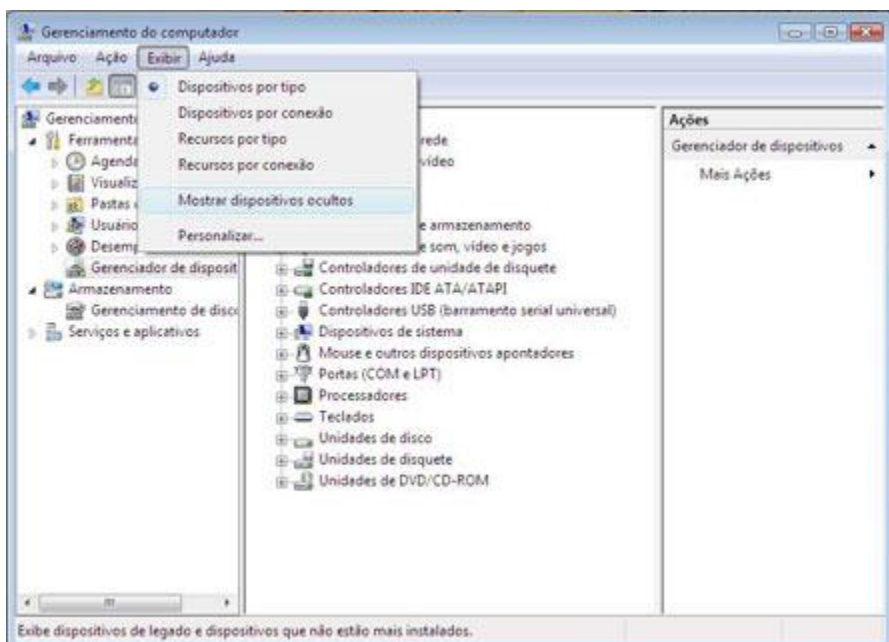 Gerenciamento do computador
Arquivo Ação Exibir Ajuda
Dispositivos por tipo
Dispositivos por conexão
Recursos por tipo
Recursos por conexão
Mostrar dispositivos ocultos
Personalizar...
Gerenciament
Ferramenta
Agenda
Visualiz
Pastas
Usuário
Desemp
Gerenciador de disposit
Armazenamento
Gerenciamento de disco
Serviços e aplicativos
rede
vídeo
e armazenamento
e som, vídeo e jogos
Controladores de unidade de disquete
Controladores IDE ATA/ATAPI
Controladores USB (barramento serial universal)
Dispositivos de sistema
Mouse e outros dispositivos apontadores
Portas (COM e LPT)
Processadores
Teclados
Unidades de disco
Unidades de disquete
Unidades de DVD/CD-ROM
Ações
Gerenciador de dispositivos
Mais Ações
Exibe dispositivos de legado e dispositivos que não estão mais instalados.